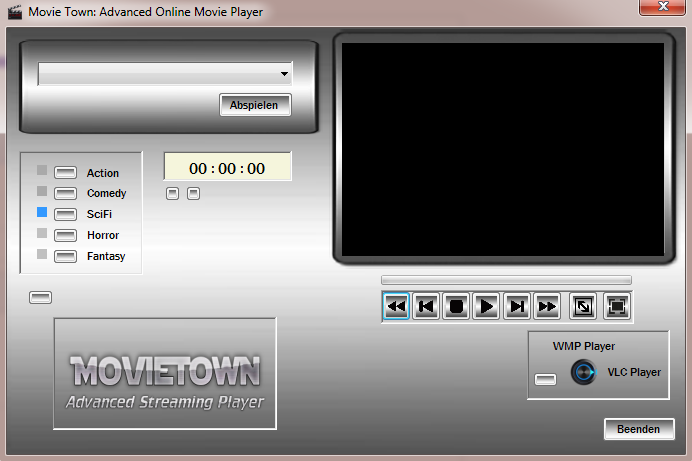 Movie Town: Advanced Online Movie Player
Abspielen
00:00:00
Action
Comedy
SciFi
Horror
Fantasy
MOVIETOWN
Advanced Streaming Player
WMP Player
VLC Player
Beenden